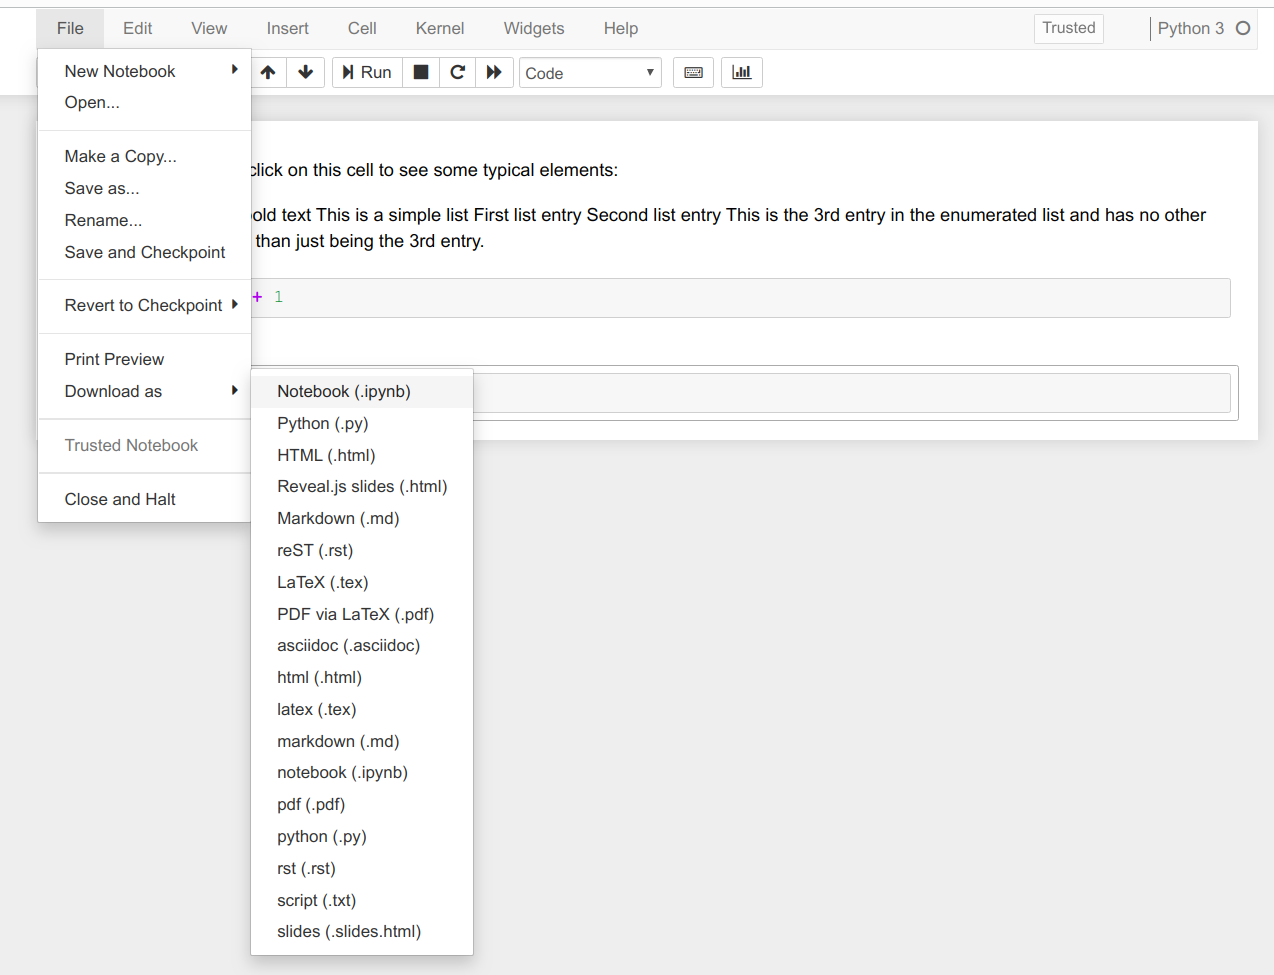 File Edit View Insert Cell Kernel Widgets Help Trusted Python 3
Run Code
New Notebook
Open...
Make a Copy...
Save as...
Rename...
Save and Checkpoint
Revert to Checkpoint
Print Preview
Download as
Trusted Notebook
Close and Halt
click on this cell to see some typical elements:
old text This is a simple list First list entry Second list entry This is the 3rd entry in the enumerated list and has no other
than just being the 3rd entry.
+ 1
Notebook (.ipynb)
Python (.py)
HTML (.html)
Reveal.js slides (.html)
Markdown (.md)
reST (.rst)
LaTeX (.tex)
PDF via LaTeX (.pdf)
asciidoc (.asciidoc)
html (.html)
latex (.tex)
markdown (.md)
notebook (.ipynb)
pdf (.pdf)
python (.py)
rst (.rst)
script (.txt)
slides (.slides.html)